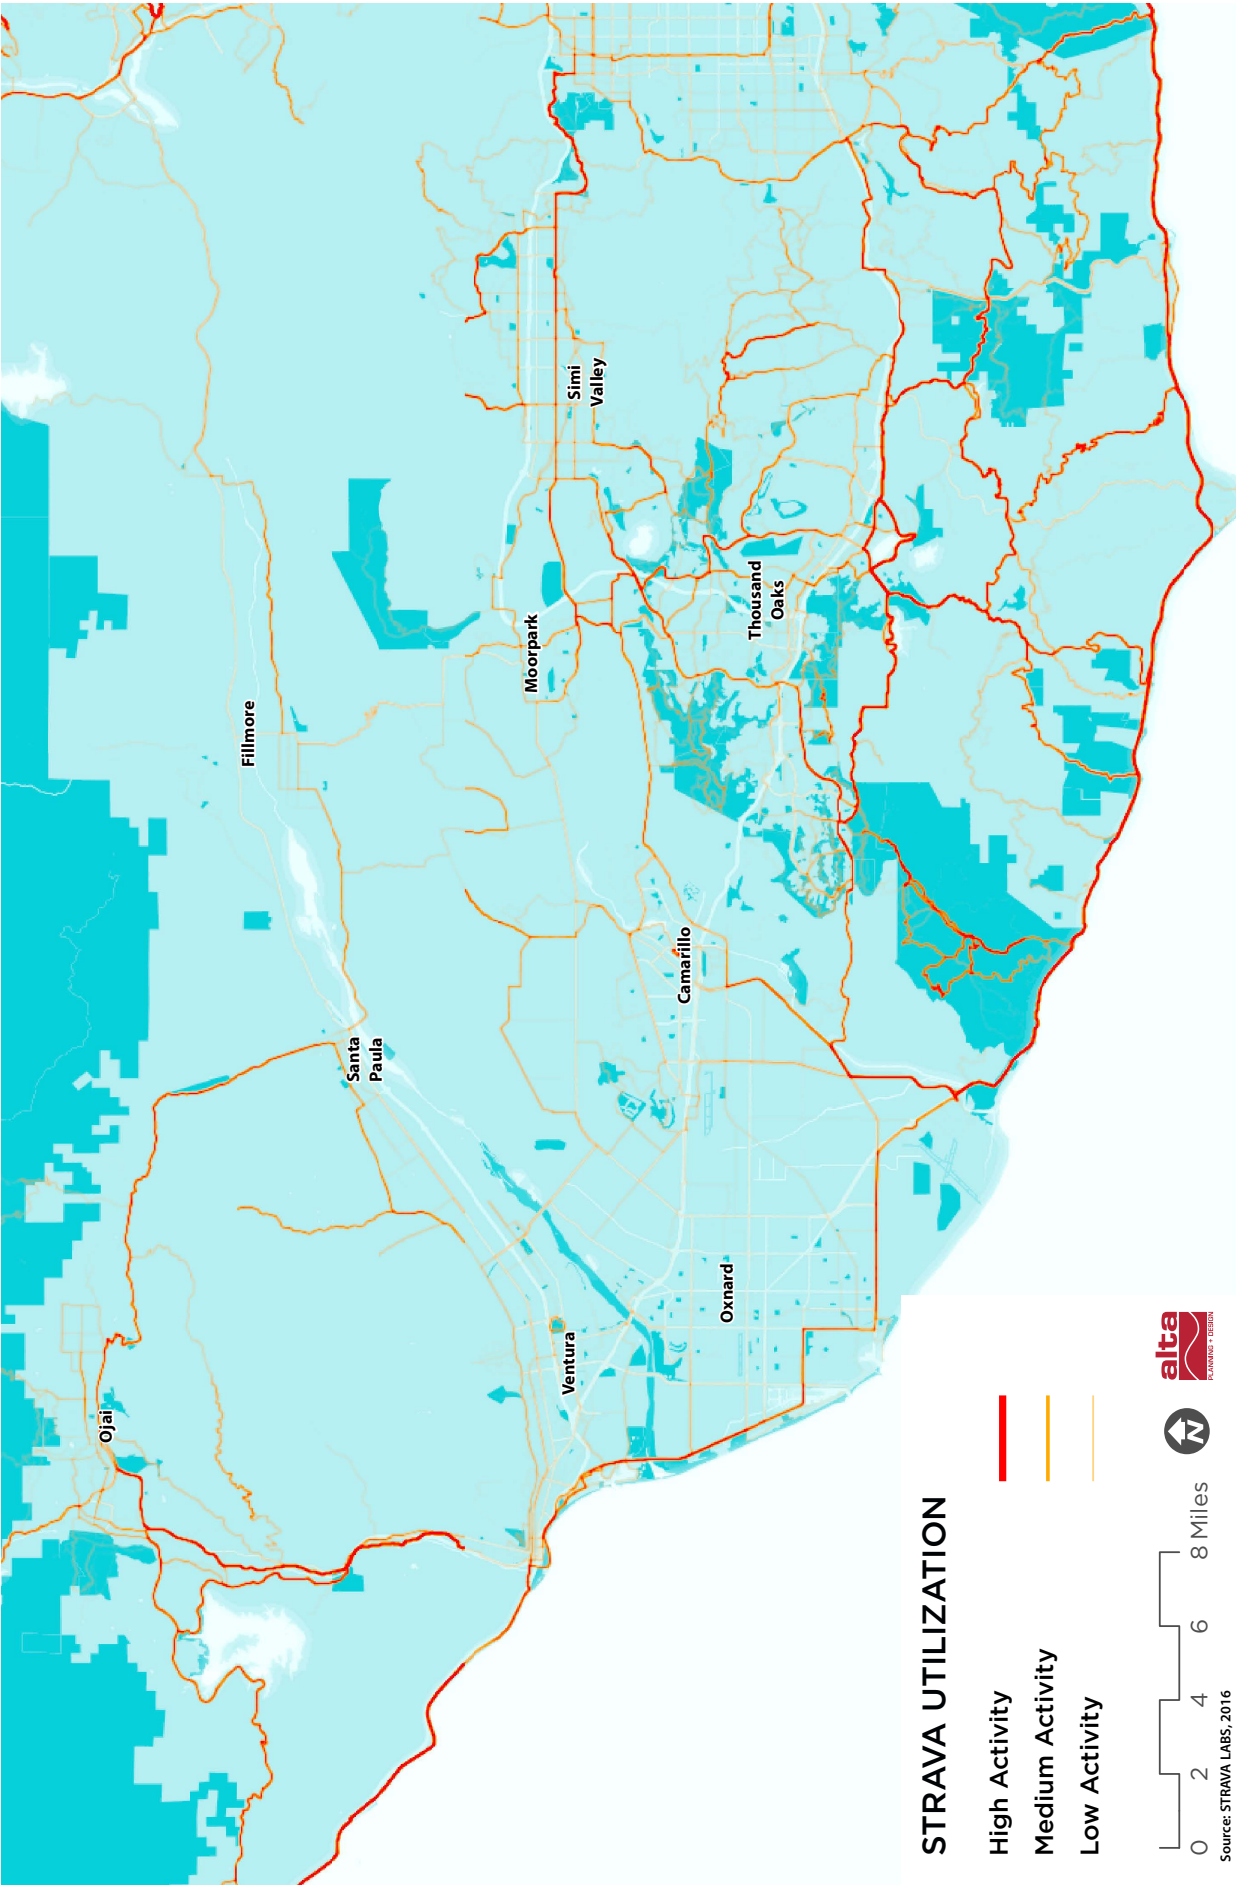 Ojai
Santa
Paula
Fillmore
Ventura
Oxnard
Camarillo
Moorpark
Simi
Valley
Thousand
Oaks
STRAVA UTILIZATION
High Activity
Medium Activity
Low Activity
0 2 4 6 8 Miles
N
alta
PLANNING + DESIGN
Source: STRAVA LABS, 2016